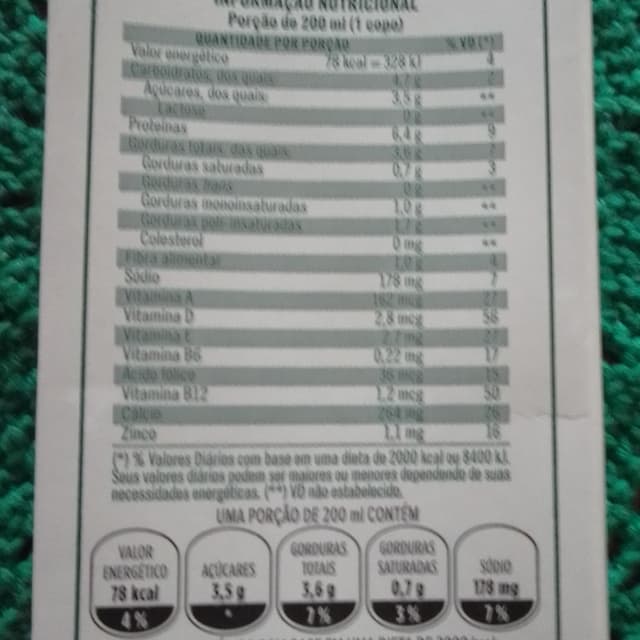 INFORMAÇÃO NUTRICIONAL
Porção de 200 ml (1 copo)
QUANTIDADE POR PORÇÃO % VD (*)
Valor energético 78 kcal = 328 kJ 4
Carboidratos, dos quais: 4,7 g 2
Açúcares, dos quais: 3,5 g **
Lactose 0 g **
Proteínas 6,4 g 9
Gorduras totais, das quais: 3,6 g 7
Gorduras saturadas 0,7 g 3
Gorduras trans 0 g **
Gorduras monoinsaturadas 1,0 g **
Gorduras poli-insaturadas 1,7 g **
Colesterol 0 mg **
Fibra alimentar 1,0 g 4
Sódio 178 mg 7
Vitamina A 162 mcg 27
Vitamina D 2,8 mcg 56
Vitamina E 2,7 mg 27
Vitamina B6 0,22 mg 17
Ácido fólico 36 mg 15
Vitamina B12 1,2 mcg 50
Cálcio 264 mg 26
Zinco 1,1 mg 16
(*) % Valores Diários com base em uma dieta de 2000 kcal ou 8400 kJ.
Seus valores diários podem ser maiores ou menores dependendo de suas
necessidades energéticas. (**) VD não estabelecido.
UMA PORÇÃO DE 200 ml CONTÉM
VALOR ENERGÉTICO 78 kcal 4%
AÇÚCARES 3,5 g *
GORDURAS TOTAIS 3,6 g 7%
GORDURAS SATURADAS 0,7 g 3%
SÓDIO 178 mg 7%